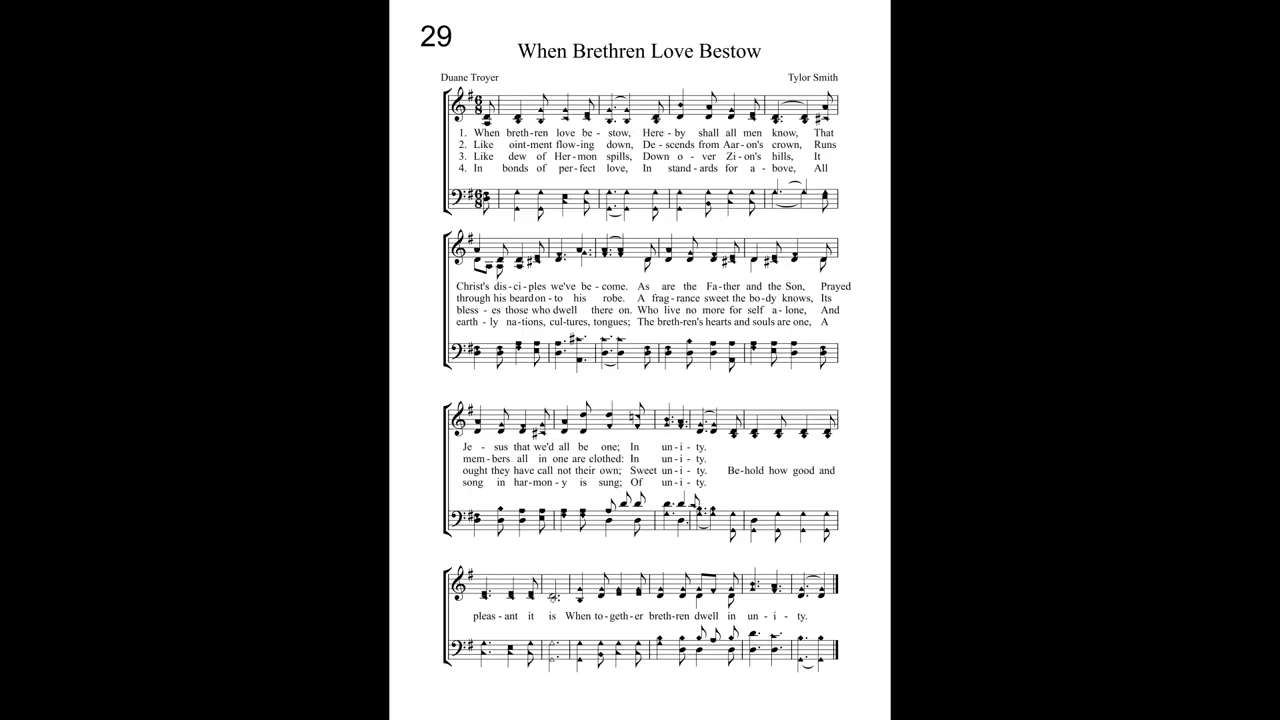 29
When Brethren Love Bestow
Duane Troyer Tylor Smith
1. When breth-ren love be - stow, Here - by shall all men know, That
2. Like oint-ment flow-ing down, De - scends from Aar-on's crown, Runs
3. Like dew of Her-mon spills, Down o - ver Zi-on's hills, It
4. In bonds of per-fect love, In stand-ards for a - bove, All
Christ's dis-ci-ples we've be-come. As are the Fa-ther and the Son, Prayed
through his beard on-to his robe. A frag-rance sweet the bo-dy knows, Its
bless - es those who dwell there on. Who live no more for self a-lone, And
earth - ly na-tions, cul-tures, tongues; The breth-ren's hearts and souls are one, A
Je - sus that we'd all be one; In un-i-ty.
mem-bers all in one are clothed: In un-i-ty.
ought they have call not their own; Sweet un-i-ty. Be-hold how good and
song in har-mon-y is sung; Of un-i-ty.
pleas-ant it is When to-geth-er breth-ren dwell in un-i-ty.